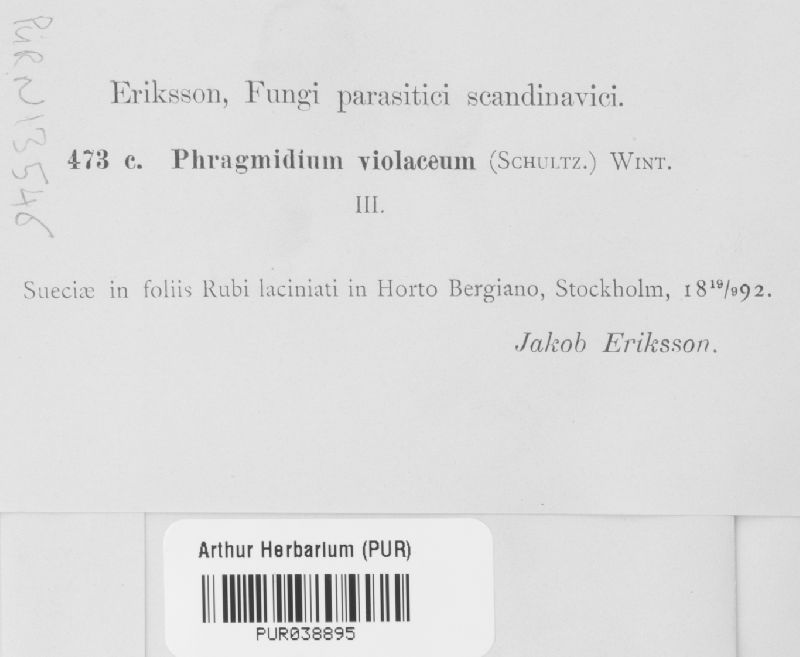 PUR N13546
Eriksson, Fungi parasitici scandinavici.
473 c. Phragmidium violaceum (SCHULTZ.) WINT.
III.
Sueciæ in foliis Rubi laciniati in Horto Bergiano, Stockholm, 18¹⁹/₉92.
Jakob Eriksson.
Arthur Herbarium (PUR)
PUR038895